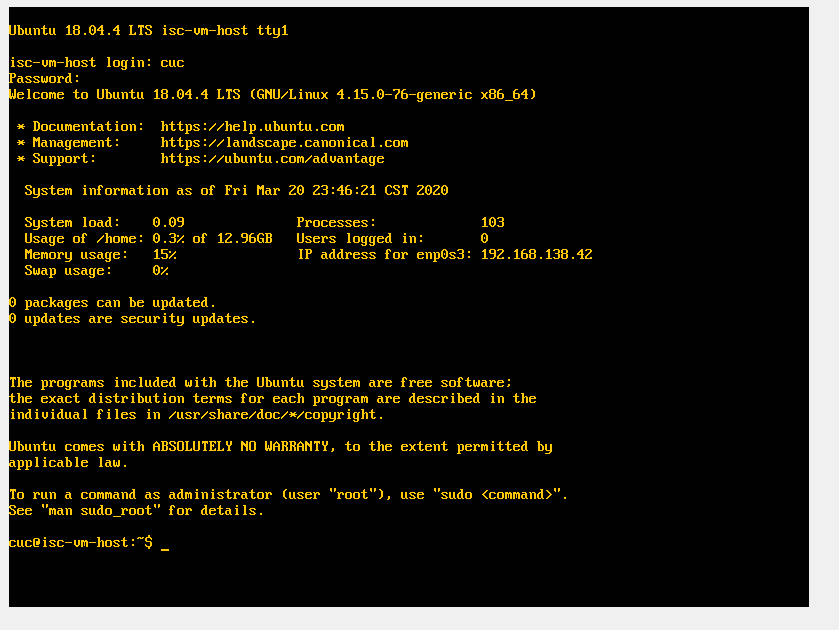 Ubuntu 18.04.4 LTS isc-vm-host tty1
isc-vm-host login: cuc
Password:
Welcome to Ubuntu 18.04.4 LTS (GNU/Linux 4.15.0-76-generic x86_64)
* Documentation:  https://help.ubuntu.com
* Management:     https://landscape.canonical.com
* Support:        https://ubuntu.com/advantage
System information as of Fri Mar 20 23:46:21 CST 2020
System load:    0.09              Processes:             103
Usage of /home: 0.3% of 12.96GB   Users logged in:       0
Memory usage:   15%               IP address for enp0s3: 192.168.138.42
Swap usage:     0%
0 packages can be updated.
0 updates are security updates.
The programs included with the Ubuntu system are free software;
the exact distribution terms for each program are described in the
individual files in /usr/share/doc/*/copyright.
Ubuntu comes with ABSOLUTELY NO WARRANTY, to the extent permitted by
applicable law.
To run a command as administrator (user "root"), use "sudo <command>".
See "man sudo_root" for details.
cuc@isc-vm-host:~$ _